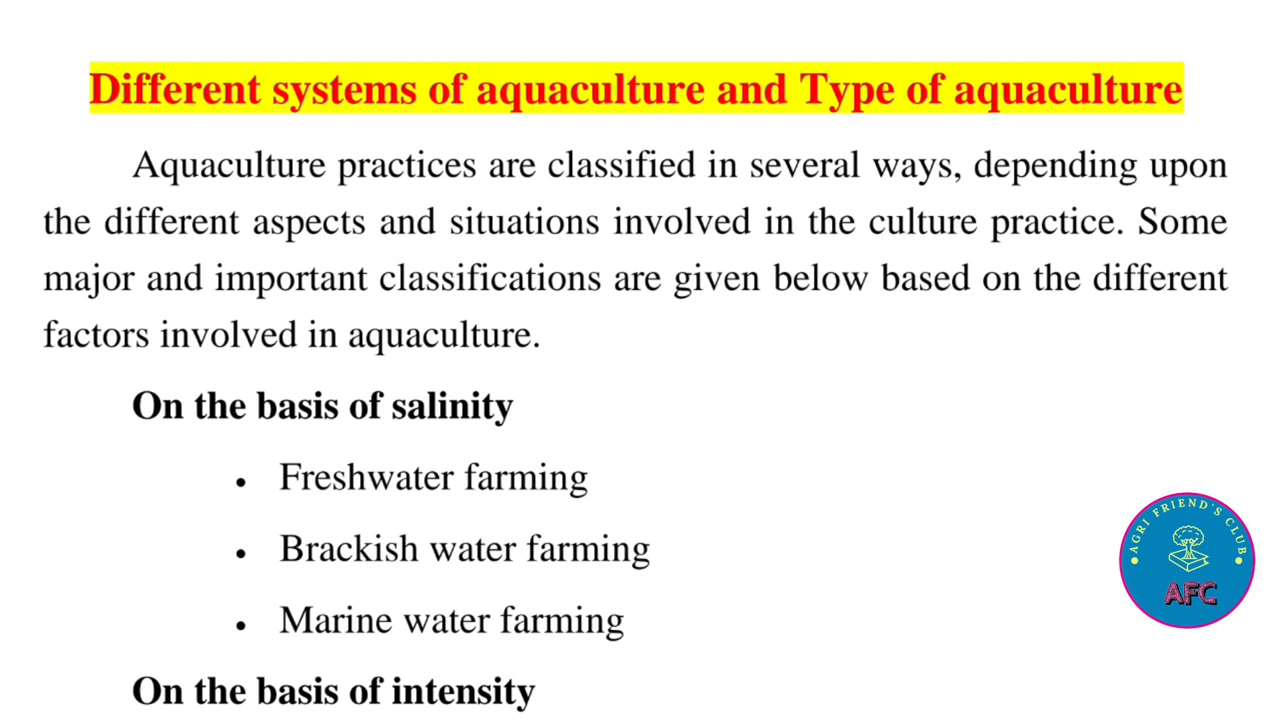 Different systems of aquaculture and Type of aquaculture
Aquaculture practices are classified in several ways, depending upon
the different aspects and situations involved in the culture practice. Some
major and important classifications are given below based on the different
factors involved in aquaculture.
On the basis of salinity
• Freshwater farming
• Brackish water farming
• Marine water farming
AGRI FRIEND'S CLUB
AFC
On the basis of intensity